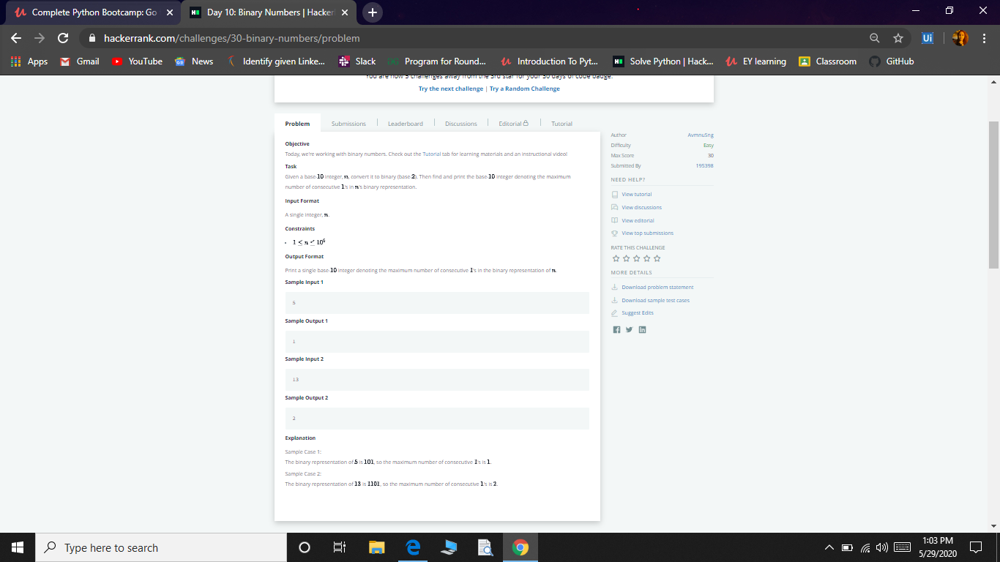 Complete Python Bootcamp: Go
Day 10: Binary Numbers | Hacker
hackerrank.com/challenges/30-binary-numbers/problem
Ui
Apps
Gmail
YouTube
News
Identify given Linke...
Slack
Program for Round...
Introduction To Pyt...
Solve Python | Hack...
EY learning
Classroom
GitHub
You are now 5 challenges away from the 3rd star for your 30 days of code badge.
Try the next challenge | Try a Random Challenge
Problem
Submissions
Leaderboard
Discussions
Editorial
Tutorial
Objective
Today, we're working with binary numbers. Check out the Tutorial tab for learning materials and an instructional video!
Task
Given a base-10 integer, n, convert it to binary (base-2). Then find and print the base-10 integer denoting the maximum
number of consecutive 1's in n's binary representation.
Input Format
A single integer, n.
Constraints
• 1 ≤ n ≤ 10⁶
Output Format
Print a single base-10 integer denoting the maximum number of consecutive 1's in the binary representation of n.
Sample Input 1
5
Sample Output 1
1
Sample Input 2
13
Sample Output 2
2
Explanation
Sample Case 1:
The binary representation of 5 is 101, so the maximum number of consecutive 1's is 1.
Sample Case 2:
The binary representation of 13 is 1101, so the maximum number of consecutive 1's is 2.
Author AvmnuSng
Difficulty Easy
Max Score 30
Submitted By 195398
NEED HELP?
View tutorial
View discussions
View editorial
View top submissions
RATE THIS CHALLENGE
MORE DETAILS
Download problem statement
Download sample test cases
Suggest Edits
Type here to search
1:03 PM
5/29/2020